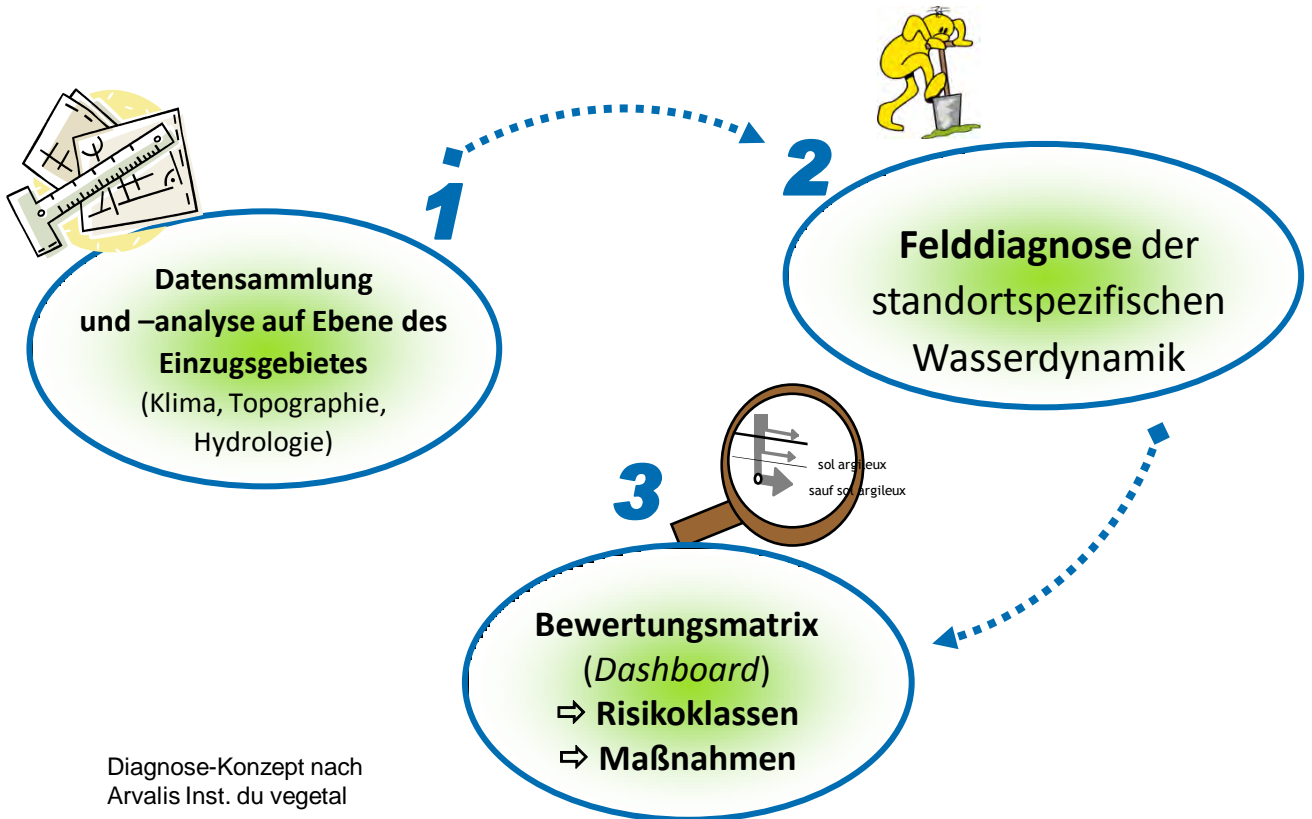 1
Datensammlung
und –analyse auf Ebene des
Einzugsgebietes
(Klima, Topographie,
Hydrologie)
2
Felddiagnose der
standortspezifischen
Wasserdynamik
3
sol argileux
sauf sol argileux
Bewertungsmatrix
(Dashboard)
⇨ Risikoklassen
⇨ Maßnahmen
Diagnose-Konzept nach
Arvalis Inst. du vegetal